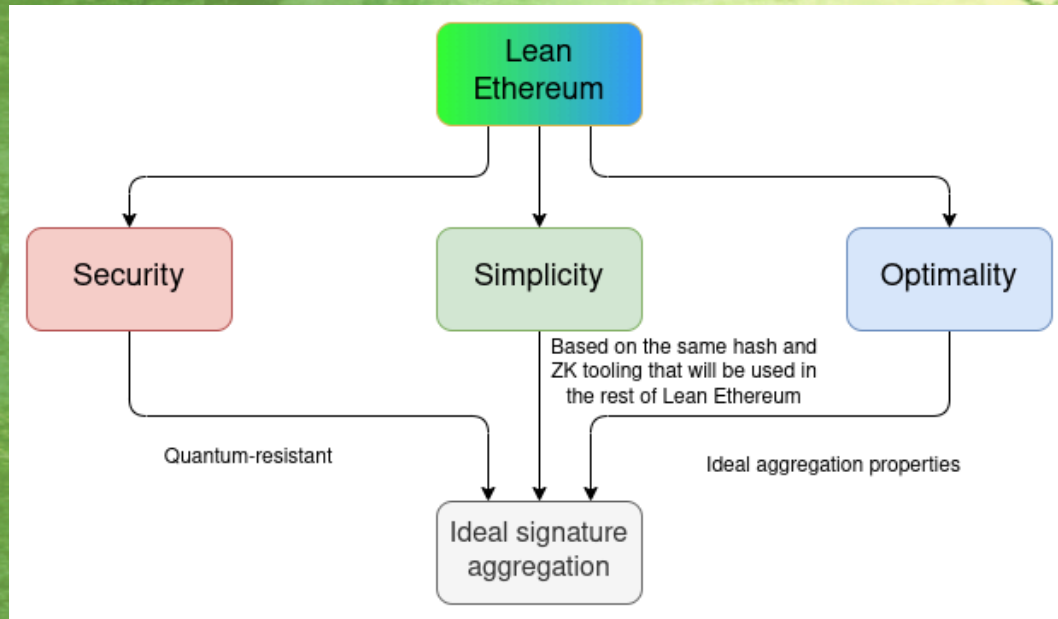 Lean
Ethereum
Security
Simplicity
Optimality
Based on the same hash and
ZK tooling that will be used in
the rest of Lean Ethereum
Quantum-resistant
Ideal aggregation properties
Ideal signature
aggregation